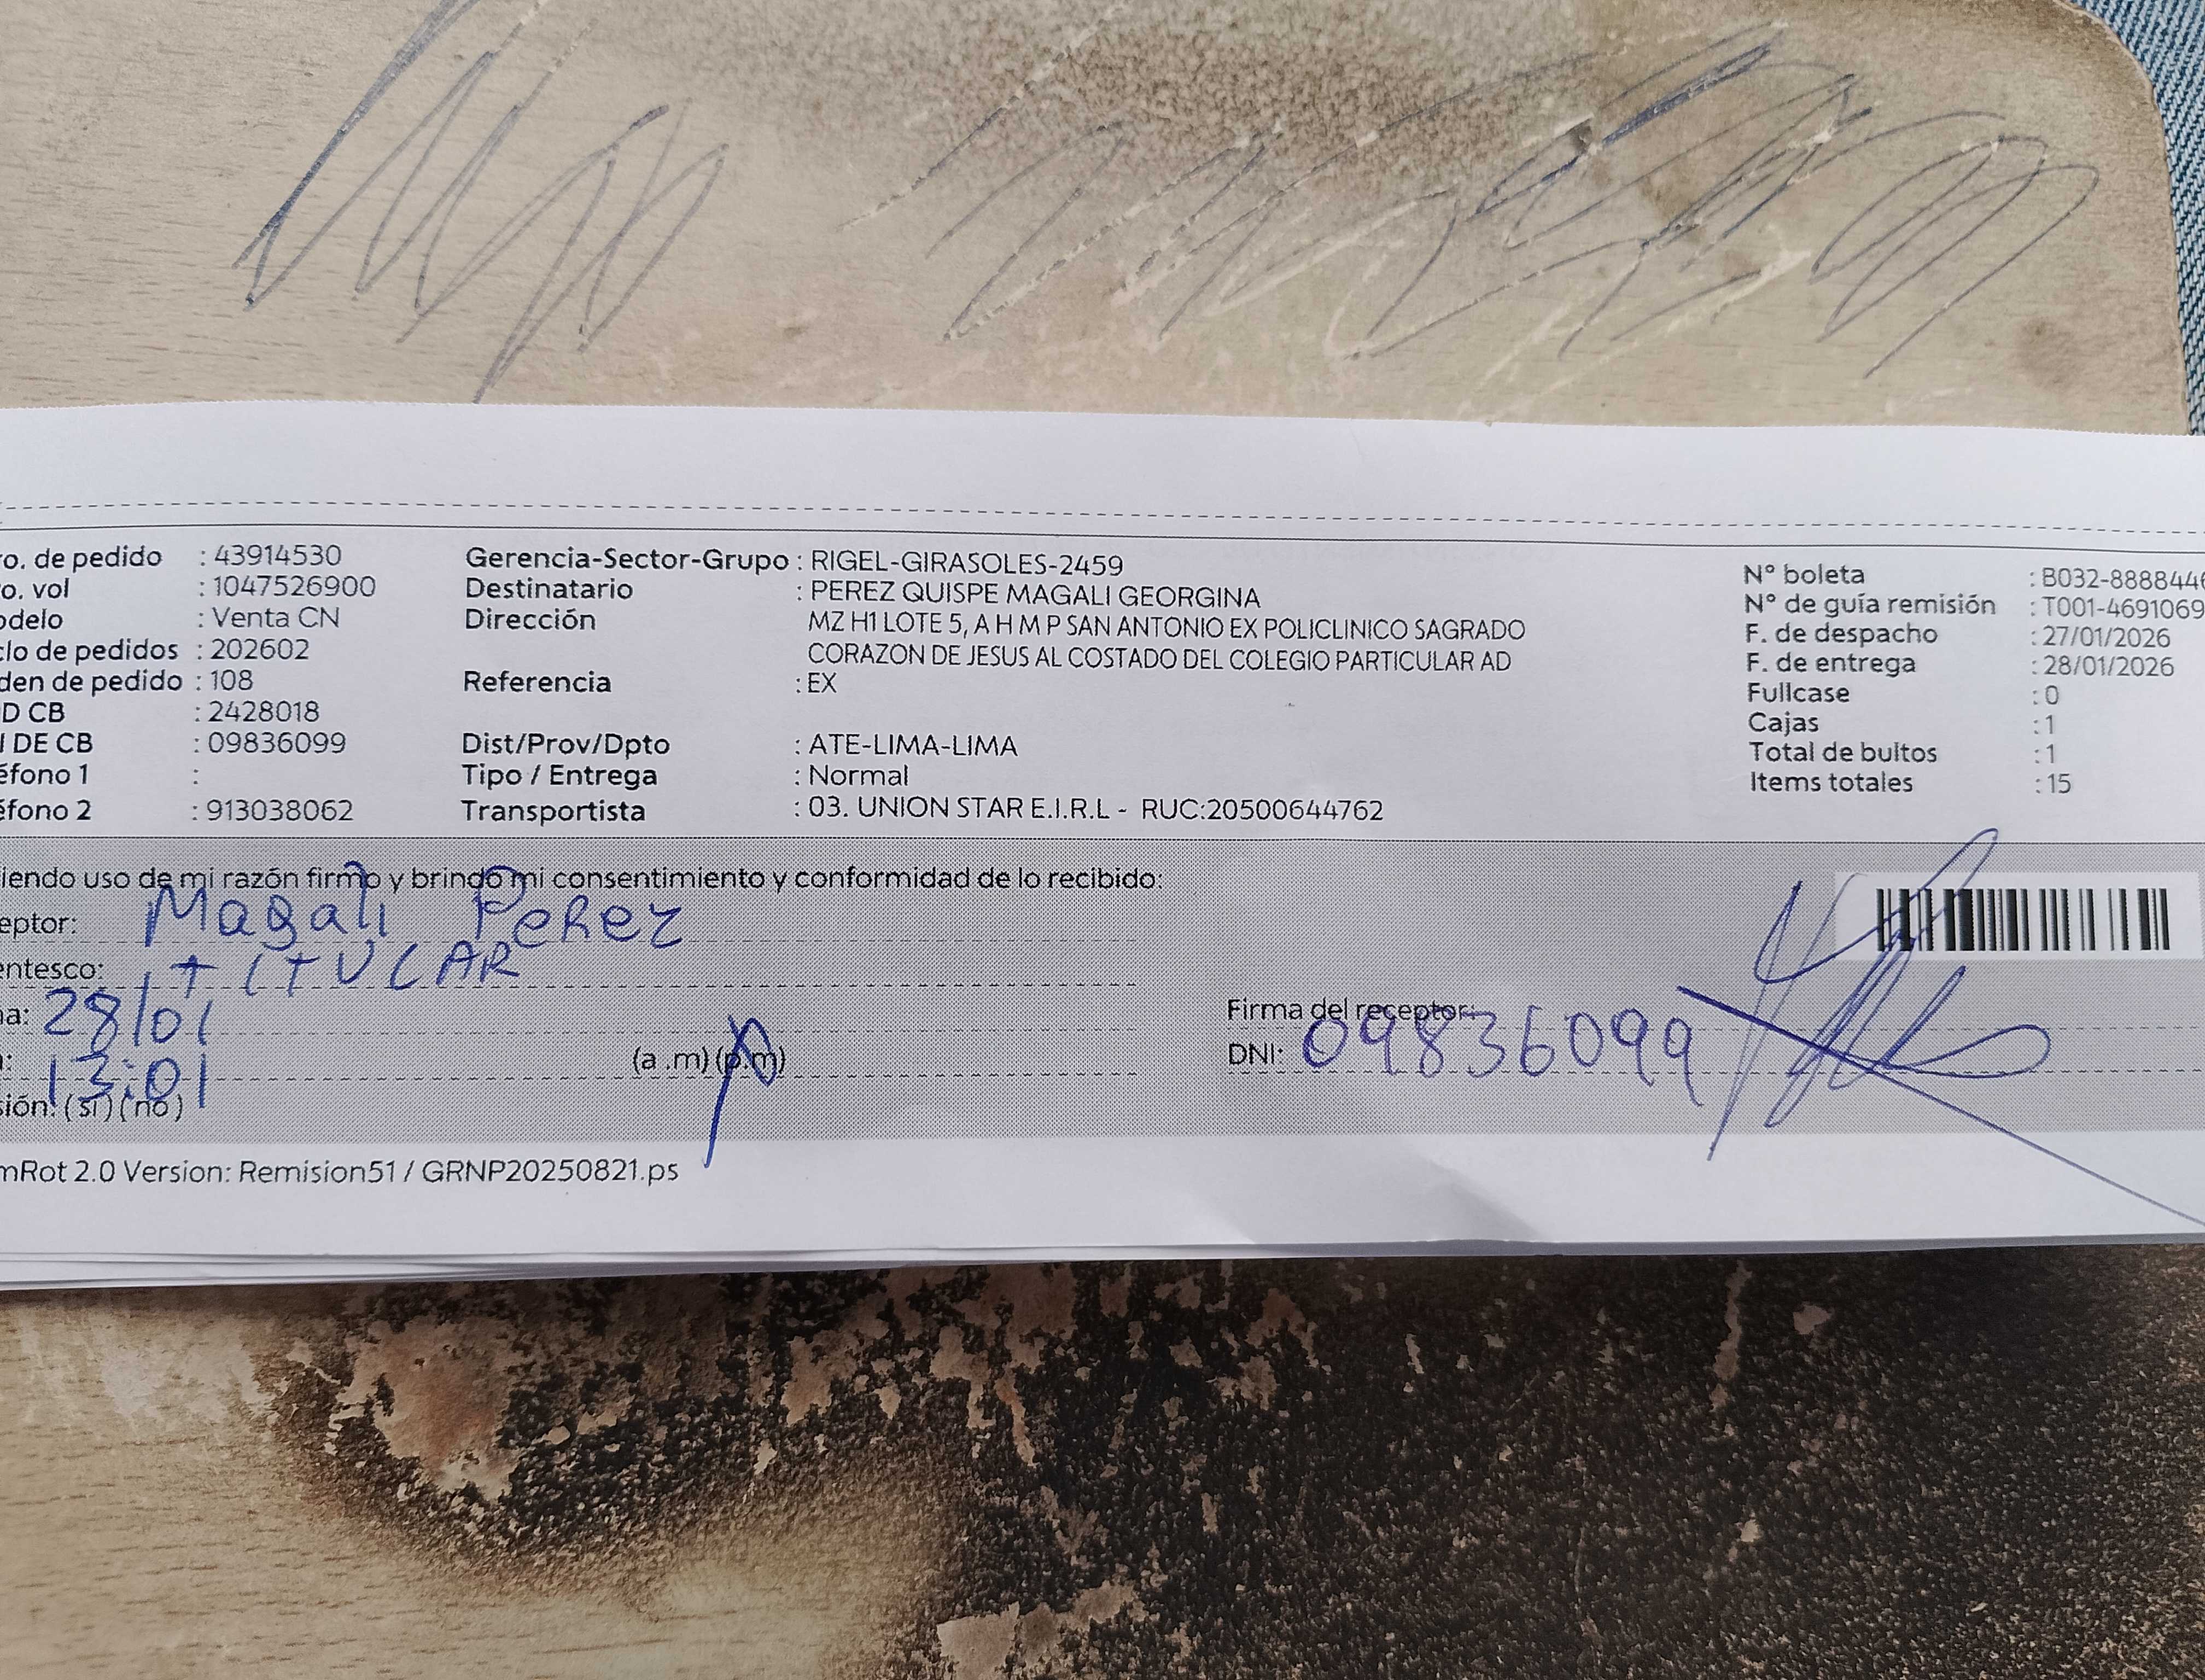 ro. de pedido : 43914530 Gerencia-Sector-Grupo : RIGEL-GIRASOLES-2459 N° boleta : B032-8888446
ro. vol : 1047526900 Destinatario : PEREZ QUISPE MAGALI GEORGINA N° de guía remisión : T001-4691069
odelo : Venta CN Dirección MZ H1 LOTE 5, A H M P SAN ANTONIO EX POLICLINICO SAGRADO F. de despacho : 27/01/2026
clo de pedidos : 202602 CORAZON DE JESUS AL COSTADO DEL COLEGIO PARTICULAR AD F. de entrega : 28/01/2026
den de pedido : 108 Referencia : EX Fullcase : 0
D CB : 2428018 Cajas : 1
I DE CB : 09836099 Dist/Prov/Dpto : ATE-LIMA-LIMA Total de bultos : 1
éfono 1 : Tipo / Entrega : Normal Items totales : 15
éfono 2 : 913038062 Transportista : 03. UNION STAR E.I.R.L - RUC:20500644762
iendo uso de mi razón firmo y brindo mi consentimiento y conformidad de lo recibido:
eptor: Magali Perez
entesco: TITULAR
ha: 28/01 Firma del receptor:
a: 13:01 (a .m) (p.m) DNI: 09836099
sión: (si) (no)
mRot 2.0 Version: Remision51 / GRNP20250821.ps